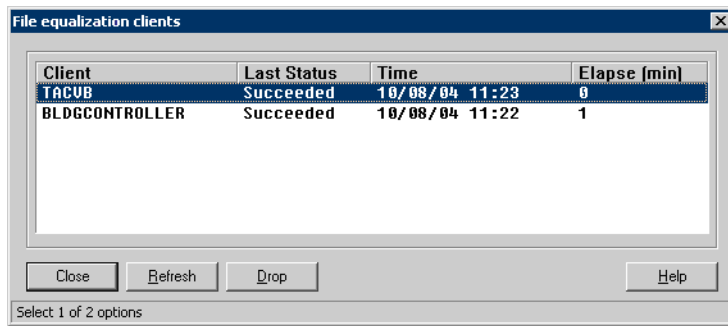 File equalization clients
Client Last Status Time Elapse (min)
TACVB Succeeded 10/08/04 11:23 0
BLDGCONTROLLER Succeeded 10/08/04 11:22 1
Close Refresh Drop Help
Select 1 of 2 options